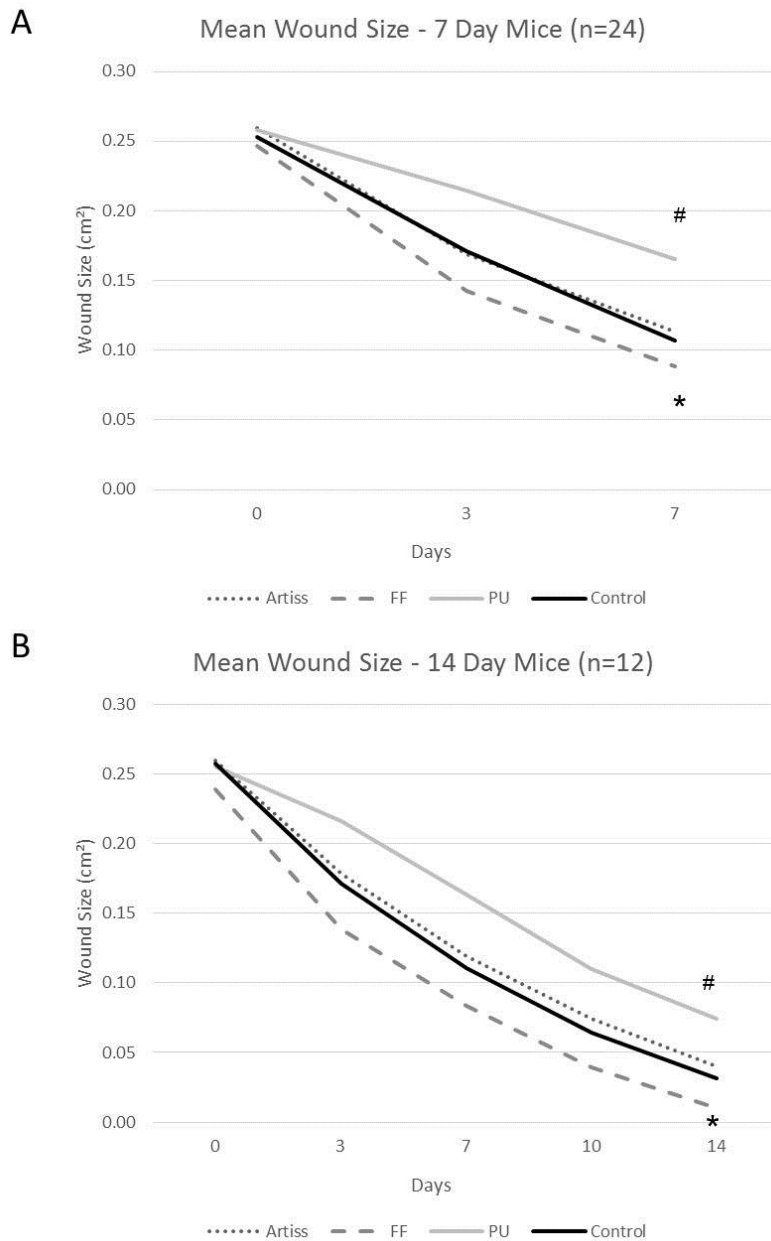 A
Mean Wound Size - 7 Day Mice (n=24)
0.30
0.25
0.20
0.15
0.10
0.05
0.00
Wound Size (cm²)
#
*
0 3 7
Days
Artiss FF PU Control
B
Mean Wound Size - 14 Day Mice (n=12)
0.30
0.25
0.20
0.15
0.10
0.05
0.00
Wound Size (cm²)
#
*
0 3 7 10 14
Days
Artiss FF PU Control